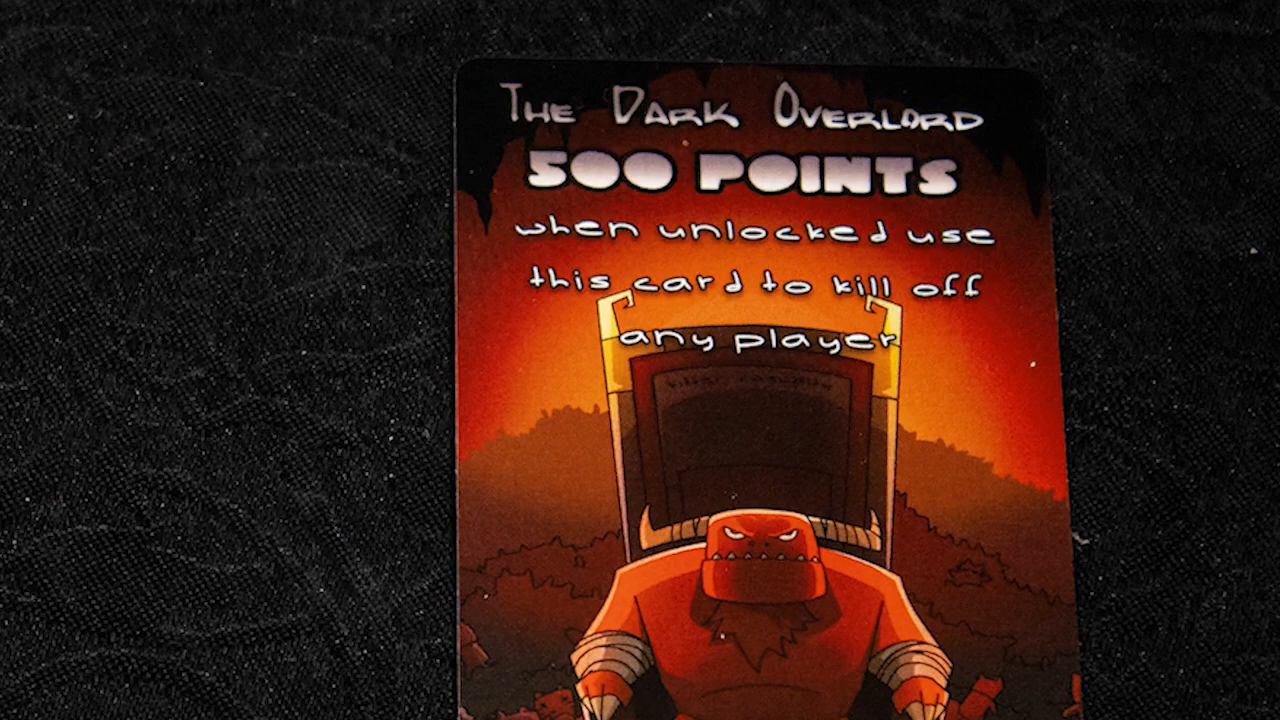 The Dark Overlord
500 POINTS
when unlocked use
this card to kill off
any player